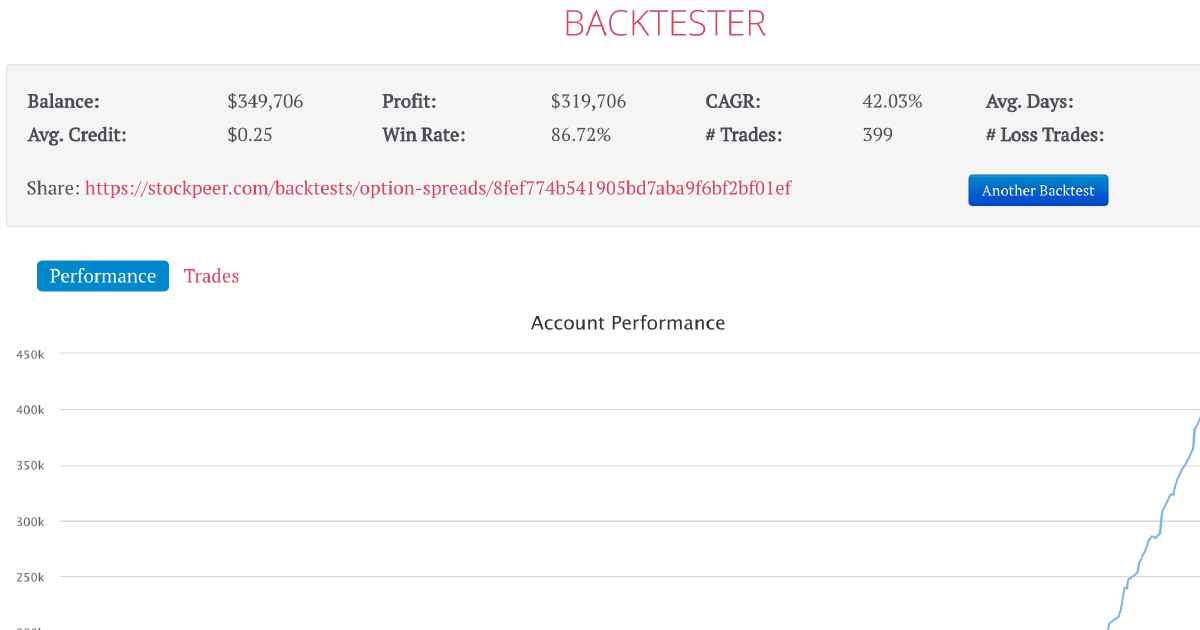 BACKTESTER
Balance: $349,706 Profit: $319,706 CAGR: 42.03% Avg. Days:
Avg. Credit: $0.25 Win Rate: 86.72% # Trades: 399 # Loss Trades:
Share: https://stockpeer.com/backtests/option-spreads/8fef774b541905bd7aba9f6bf2bf01ef Another Backtest
Performance Trades
Account Performance
450k
400k
350k
300k
250k